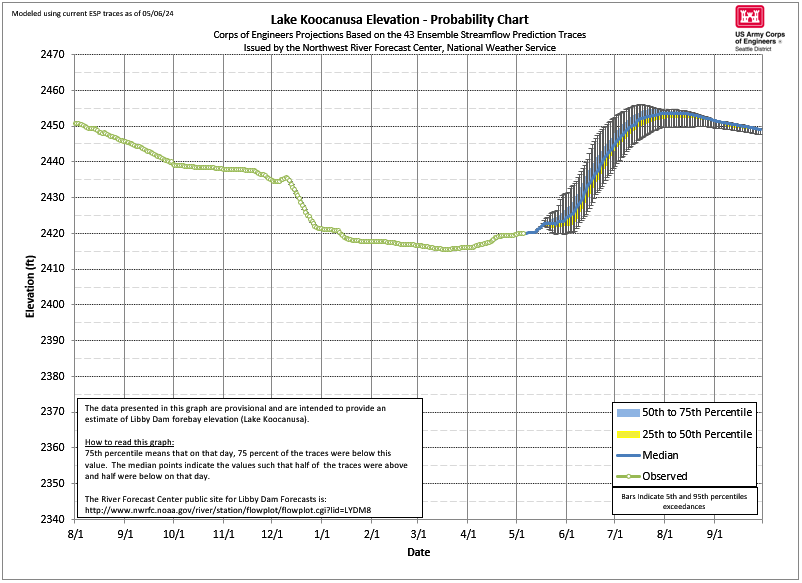 Modeled using current ESP traces as of 05/06/24
Lake Koocanusa Elevation - Probability Chart
Corps of Engineers Projections Based on the 43 Ensemble Streamflow Prediction Traces
Issued by the Northwest River Forecast Center, National Weather Service
US Army Corps
of Engineers ®
Seattle District
2470
2460
2450
2440
2430
2420
2410
2400
2390
2380
2370
2360
2350
2340
Elevation (ft)
The data presented in this graph are provisional and are intended to provide an
estimate of Libby Dam forebay elevation (Lake Koocanusa).
How to read this graph:
75th percentile means that on that day, 75 percent of the traces were below this
value. The median points indicate the values such that half of the traces were above
and half were below on that day.
The River Forecast Center public site for Libby Dam Forecasts is:
http://www.nwrfc.noaa.gov/river/station/flowplot/flowplot.cgi?lid=LYDM8
50th to 75th Percentile
25th to 50th Percentile
Median
Observed
Bars Indicate 5th and 95th percentiles
exceedances
8/1 9/1 10/1 11/1 12/1 1/1 2/1 3/1 4/1 5/1 6/1 7/1 8/1 9/1
Date